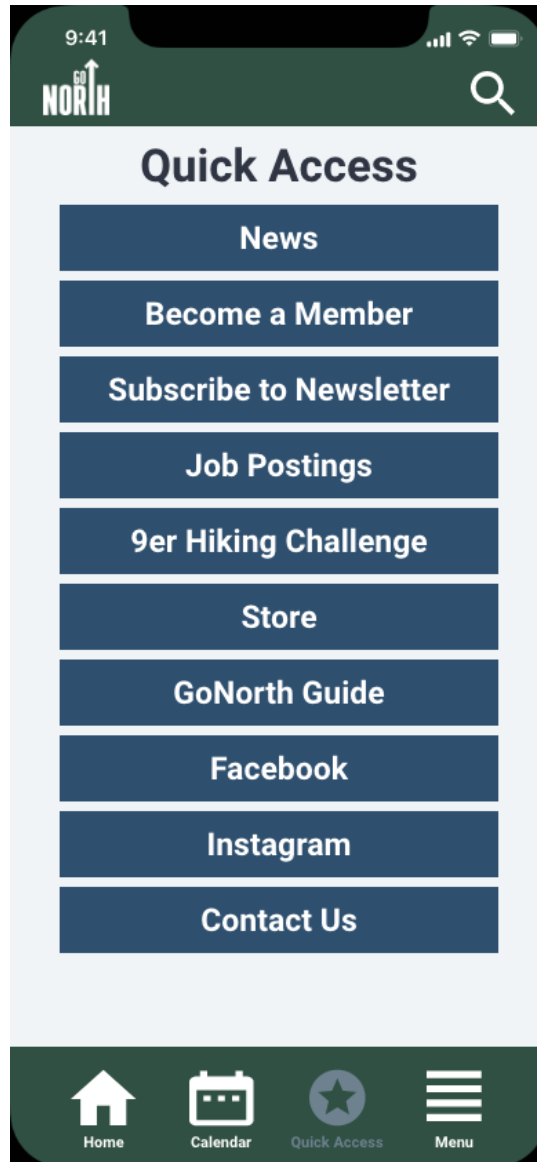 9:41
GO
NORTH
Quick Access
News
Become a Member
Subscribe to Newsletter
Job Postings
9er Hiking Challenge
Store
GoNorth Guide
Facebook
Instagram
Contact Us
Home Calendar Quick Access Menu